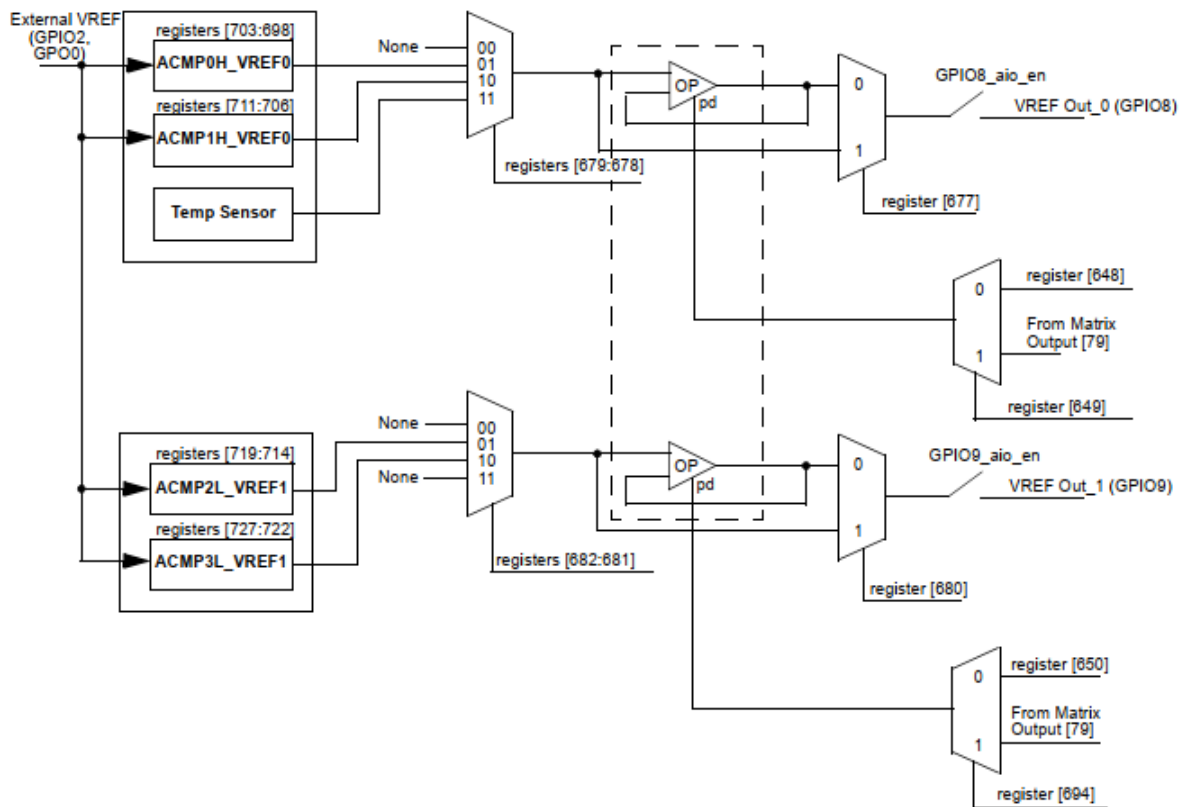 External VREF
(GPIO2,
GPO0)
registers [703:698]
ACMP0H_VREF0
registers [711:706]
ACMP1H_VREF0
Temp Sensor
None
00
01
10
11
registers [679:678]
OP
pd
0
1
register [677]
GPIO8_aio_en
VREF Out_0 (GPIO8)
0
1
register [648]
From Matrix
Output [79]
register [649]
registers [719:714]
ACMP2L_VREF1
registers [727:722]
ACMP3L_VREF1
None
None
00
01
10
11
registers [682:681]
OP
pd
0
1
register [680]
GPIO9_aio_en
VREF Out_1 (GPIO9)
0
1
register [650]
From Matrix
Output [79]
register [694]